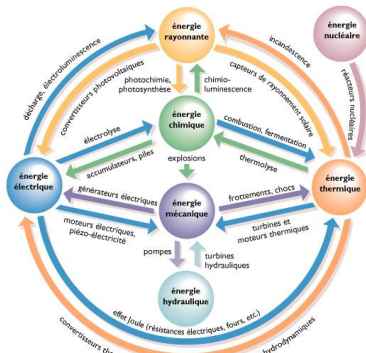 énergie
rayonnante
énergie
nucléaire
décharge, électroluminescence
convertisseurs photovoltaïques
photochimie,
photosynthèse
chimio-
luminescence
capteurs de
rayonnement solaire
incandescence
réacteurs nucléaires
énergie
chimique
électrolyse
accumulateurs, piles
combustion, fermentation
thermolyse
explosions
énergie
électrique
générateurs électriques
moteurs électriques,
piézo-électricité
énergie
mécanique
frottements, chocs
turbines et
moteurs thermiques
énergie
thermique
pompes
turbines
hydrauliques
énergie
hydraulique
effet Joule (résistances électriques, fours, etc.)
convertisseurs
hydrodynamiques